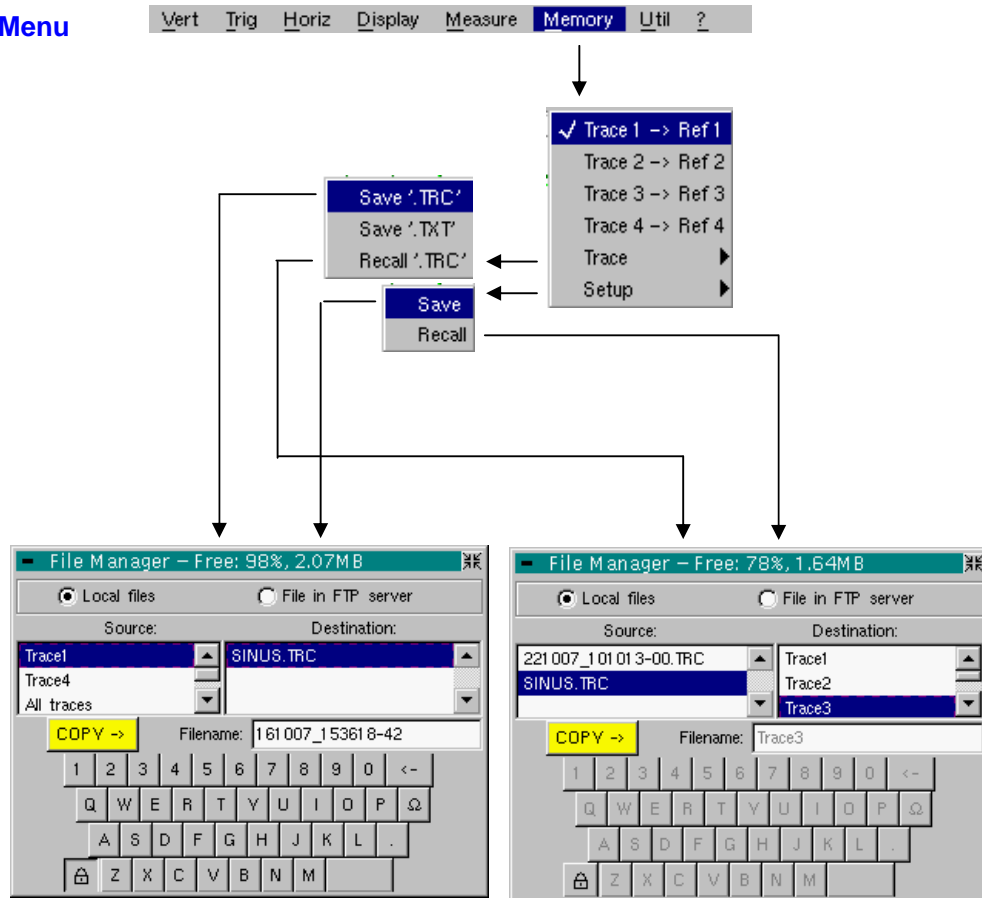 Menu
Vert Trig Horiz Display Measure Memory Util ?
✓ Trace 1 –> Ref 1
Trace 2 –> Ref 2
Trace 3 –> Ref 3
Trace 4 –> Ref 4
Trace
Setup
Save '.TRC'
Save '.TXT'
Recall '.TRC'
Save
Recall
File Manager – Free: 98%, 2.07MB
Local files File in FTP server
Source: Destination:
Trace1 SINUS.TRC
Trace4
All traces
COPY -> Filename: 161007_153618-42
1 2 3 4 5 6 7 8 9 0 <-
Q W E R T Y U I O P Ω
A S D F G H J K L .
Z X C V B N M
File Manager – Free: 78%, 1.64MB
Local files File in FTP server
Source: Destination:
221007_101013-00.TRC Trace1
SINUS.TRC Trace2
Trace3
COPY -> Filename: Trace3
1 2 3 4 5 6 7 8 9 0 <-
Q W E R T Y U I O P Ω
A S D F G H J K L .
Z X C V B N M